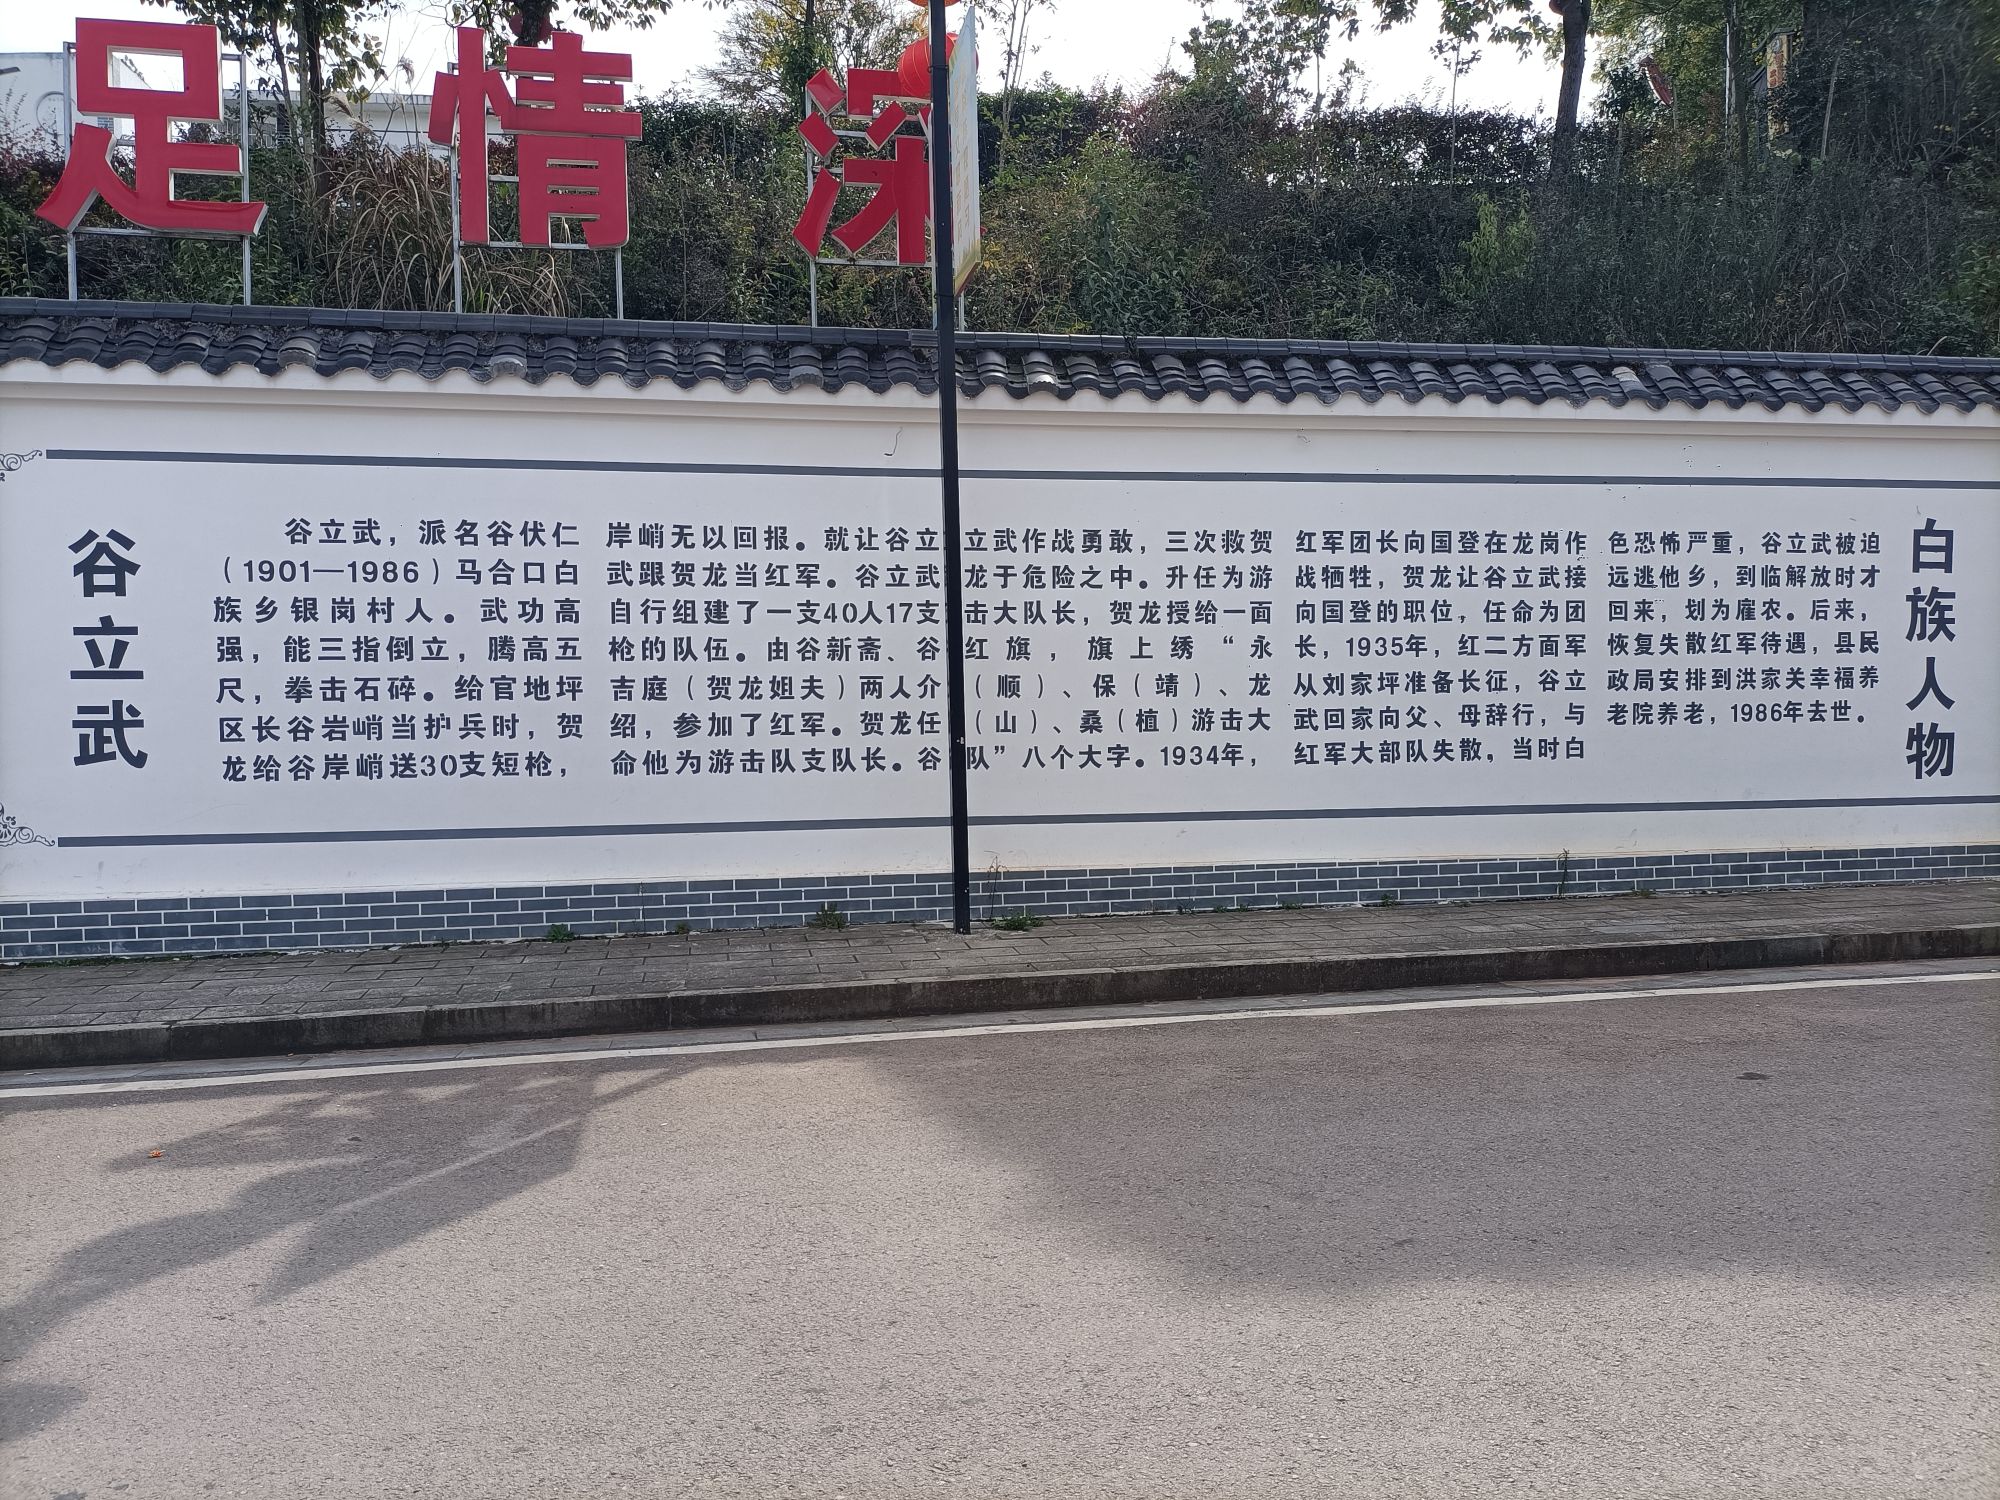 足情深
谷立武
谷立武，派名谷伏仁
（1901—1986）马合口白
族乡银岗村人。武功高
强，能三指倒立，腾高五
尺，拳击石碎。给官地坪
区长谷岩峭当护兵时，贺
龙给谷岸峭送30支短枪，
岸峭无以回报。就让谷立
武跟贺龙当红军。谷立武
自行组建了一支40人17支
枪的队伍。由谷新斋、谷
吉庭（贺龙姐夫）两人介
绍，参加了红军。贺龙任
命他为游击队支队长。谷
立武作战勇敢，三次救贺
龙于危险之中。升任为游
击大队长，贺龙授给一面
红旗，旗上绣“永
（顺）、保（靖）、龙
（山）、桑（植）游击大
队”八个大字。1934年，
红军团长向国登在龙岗作
战牺牲，贺龙让谷立武接
向国登的职位，任命为团
长，1935年，红二方面军
从刘家坪准备长征，谷立
武回家向父、母辞行，与
红军大部队失散，当时白
色恐怖严重，谷立武被迫
远逃他乡，到临解放时才
回来，划为雇农。后来，
恢复失散红军待遇，县民
政局安排到洪家关幸福养
老院养老，1986年去世。
白族人物